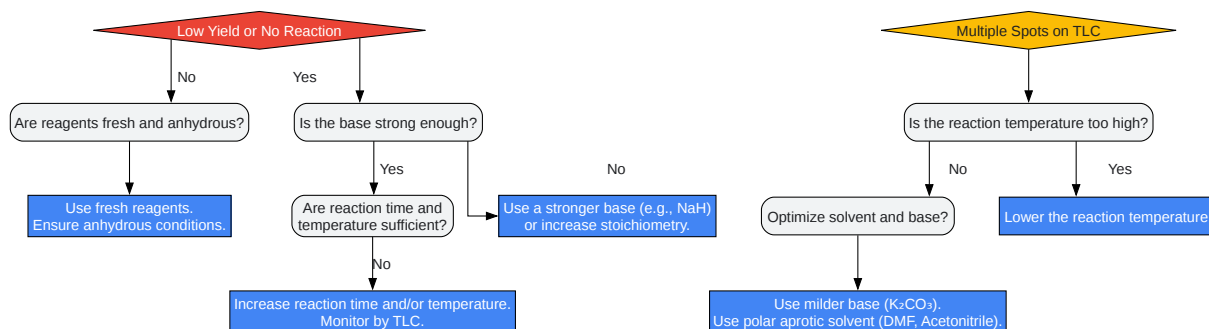 Low Yield or No Reaction
Multiple Spots on TLC
No
Yes
Are reagents fresh and anhydrous?
Is the base strong enough?
Is the reaction temperature too high?
Yes
No
No
Yes
Use fresh reagents.
Ensure anhydrous conditions.
Are reaction time and
temperature sufficient?
Use a stronger base (e.g., NaH)
or increase stoichiometry.
Optimize solvent and base?
Lower the reaction temperature
No
Increase reaction time and/or temperature.
Monitor by TLC.
Use milder base (K₂CO₃).
Use polar aprotic solvent (DMF, Acetonitrile).